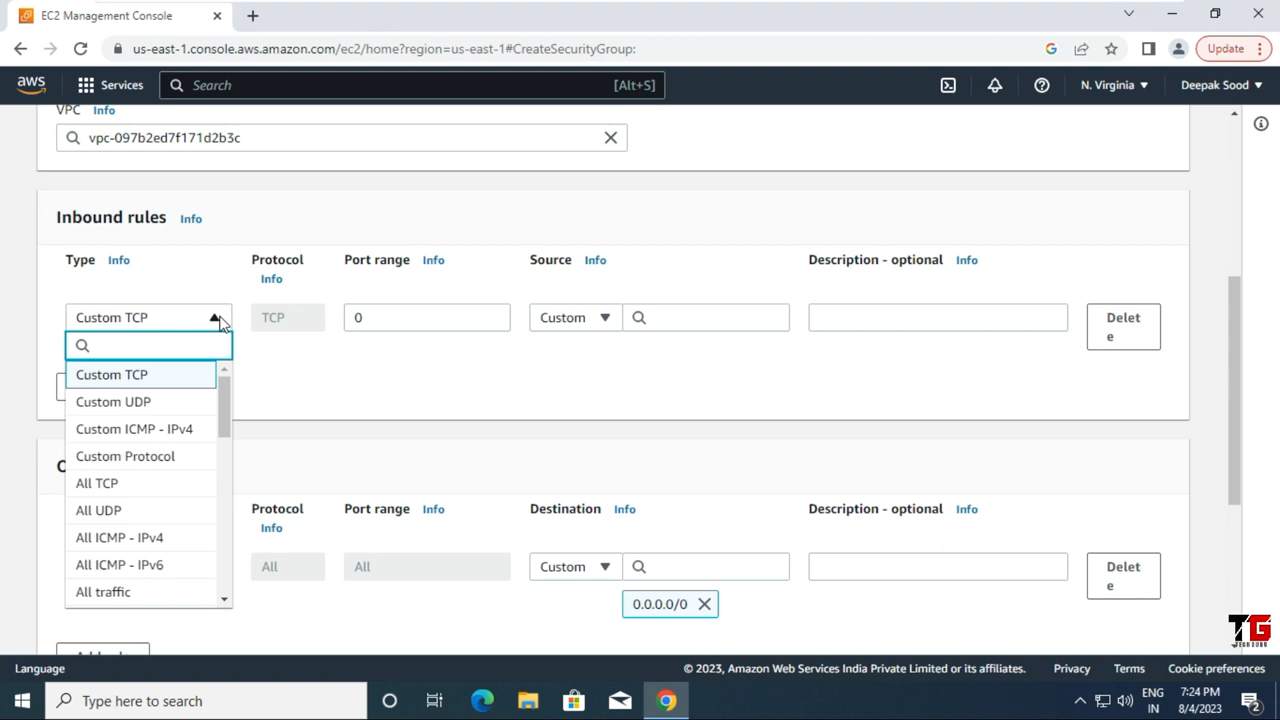 EC2 Management Console
us-east-1.console.aws.amazon.com/ec2/home?region=us-east-1#CreateSecurityGroup:
Update
aws
Services
Search
[Alt+S]
N. Virginia
Deepak Sood
VPC Info
vpc-097b2ed7f171d2b3c
Inbound rules Info
Type Info
Protocol
Info
Port range Info
Source Info
Description - optional Info
Custom TCP
TCP
0
Custom
Delet
e
Custom TCP
Custom UDP
Custom ICMP - IPv4
Custom Protocol
All TCP
All UDP
All ICMP - IPv4
All ICMP - IPv6
All traffic
Protocol
Info
Port range Info
Destination Info
Description - optional Info
All
All
Custom
Delet
e
0.0.0.0/0
TG
TECH GURU
Language
© 2023, Amazon Web Services India Private Limited or its affiliates.
Privacy
Terms
Cookie preferences
Type here to search
ENG
IN
7:24 PM
8/4/2023
2